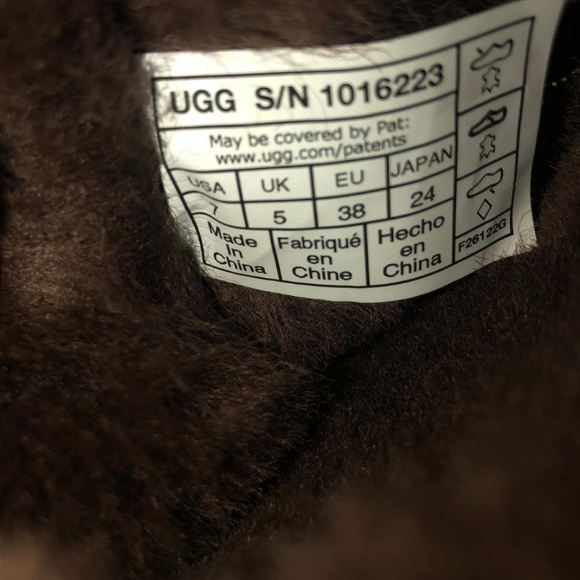 UGG S/N 1016223
May be covered by Pat:
www.ugg.com/patents
USA UK EU JAPAN
7 5 38 24
Made In China
Fabriqué en Chine
Hecho en China
F26122G